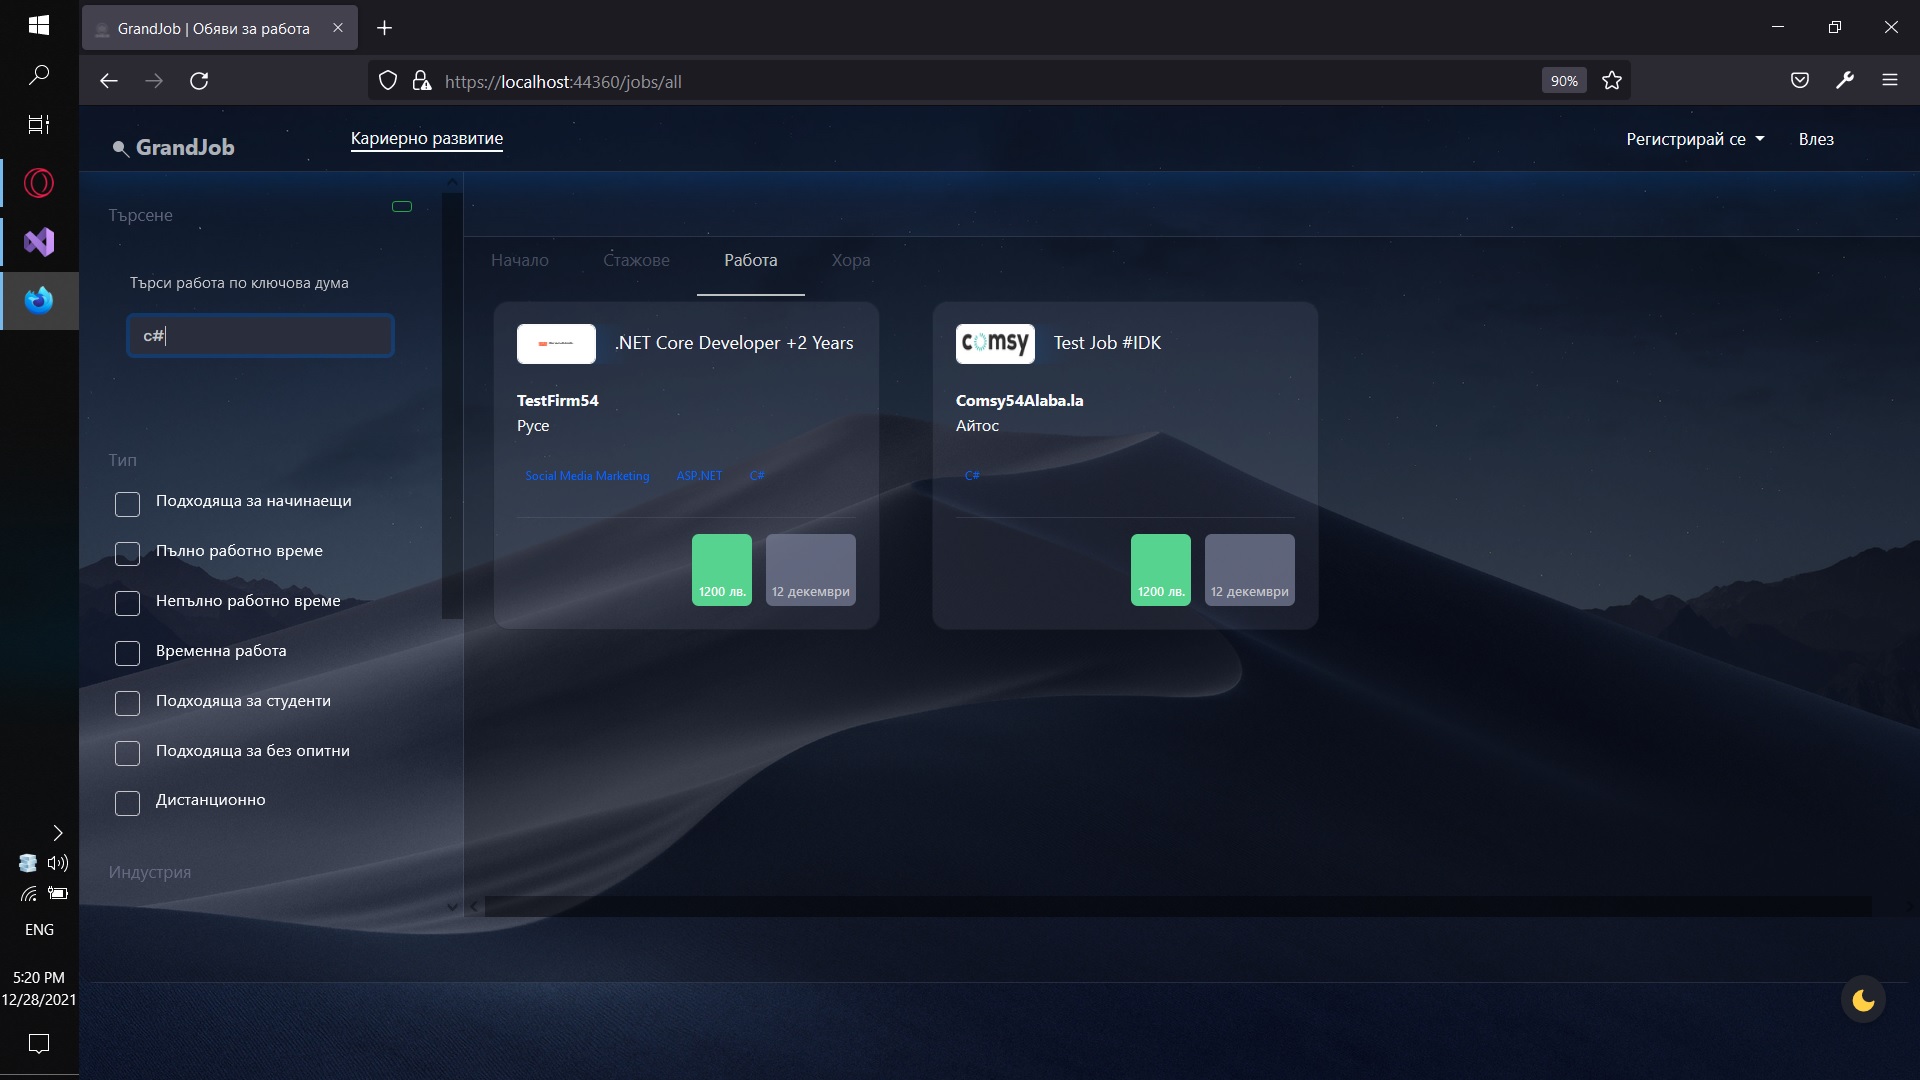 GrandJob | Обяви за работа
https://localhost:44360/jobs/all
90%
GrandJob
Кариерно развитие
Регистрирай се
Влез
Търсене
Търси работа по ключова дума
c#
Тип
Подходяща за начинаещи
Пълно работно време
Непълно работно време
Временна работа
Подходяща за студенти
Подходяща за без опитни
Дистанционно
Индустрия
Начало
Стажове
Работа
Хора
.NET Core Developer +2 Years
TestFirm54
Русе
Social Media Marketing
ASP.NET
C#
1200 лв.
12 декември
comsy
Test Job #IDK
Comsy54Alaba.la
Айтос
C#
1200 лв.
12 декември
ENG
5:20 PM
12/28/2021